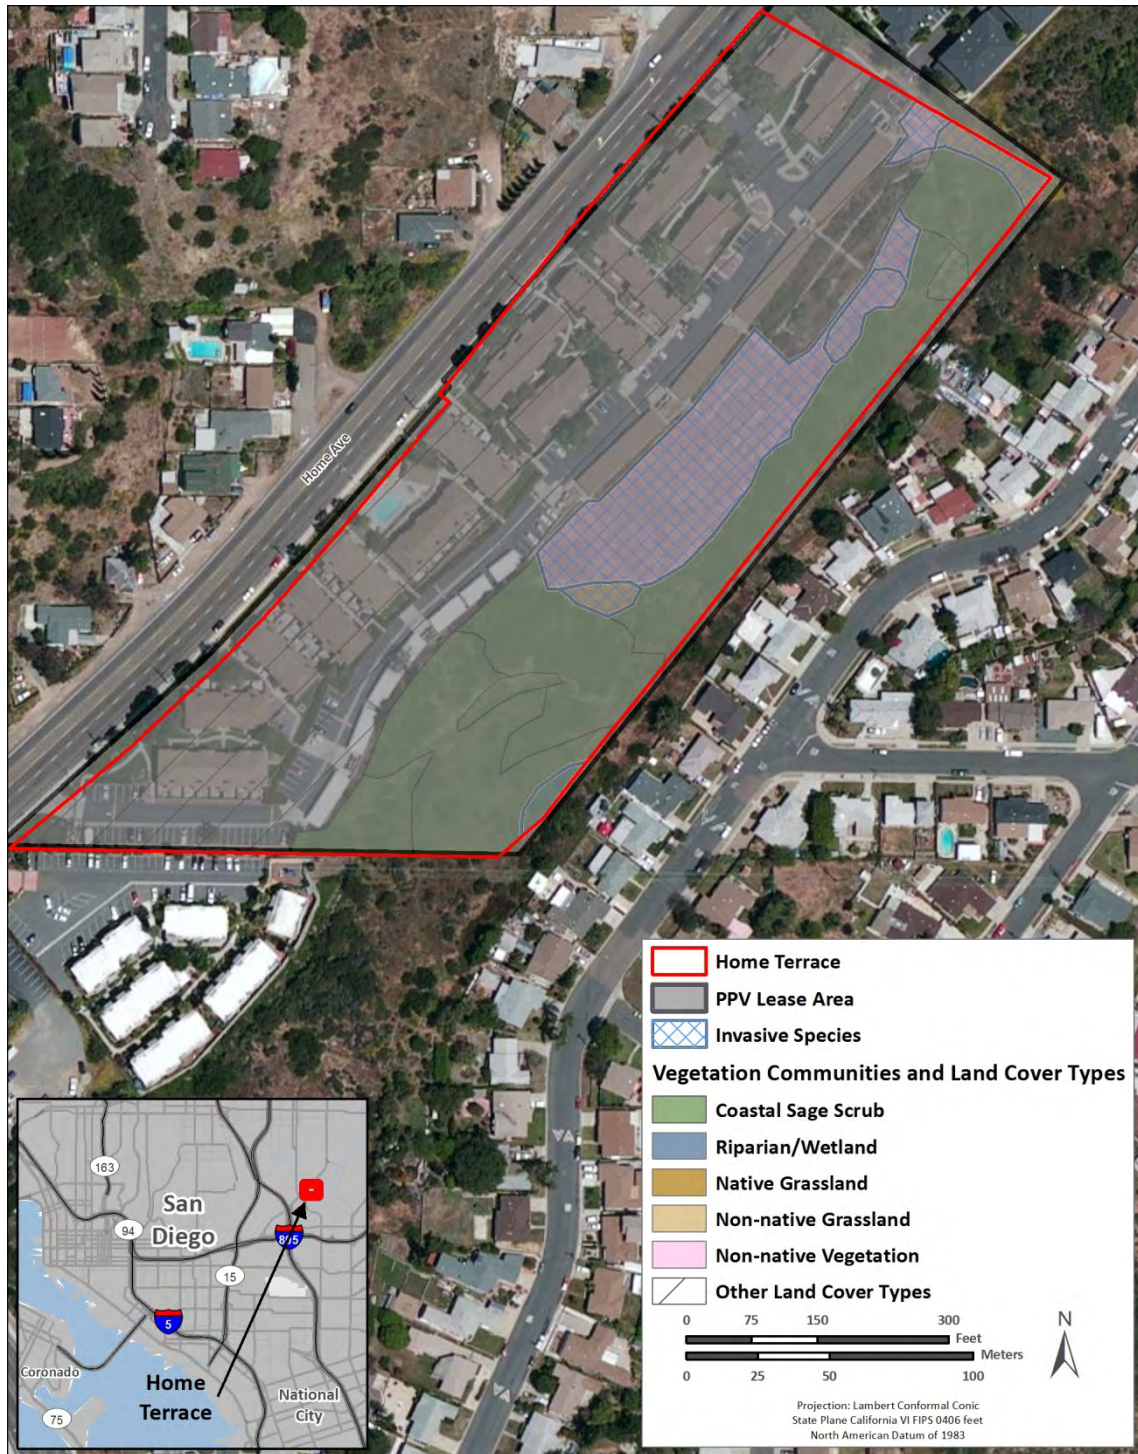 Home Ave
Home Terrace
PPV Lease Area
Invasive Species
Vegetation Communities and Land Cover Types
Coastal Sage Scrub
Riparian/Wetland
Native Grassland
Non-native Grassland
Non-native Vegetation
Other Land Cover Types
0 75 150 300
Feet
Meters
0 25 50 100
N
Projection: Lambert Conformal Conic
State Plane California VI FIPS 0406 feet
North American Datum of 1983
163
San
Diego
94
805
15
5
Coronado
Home
Terrace
National
City
75